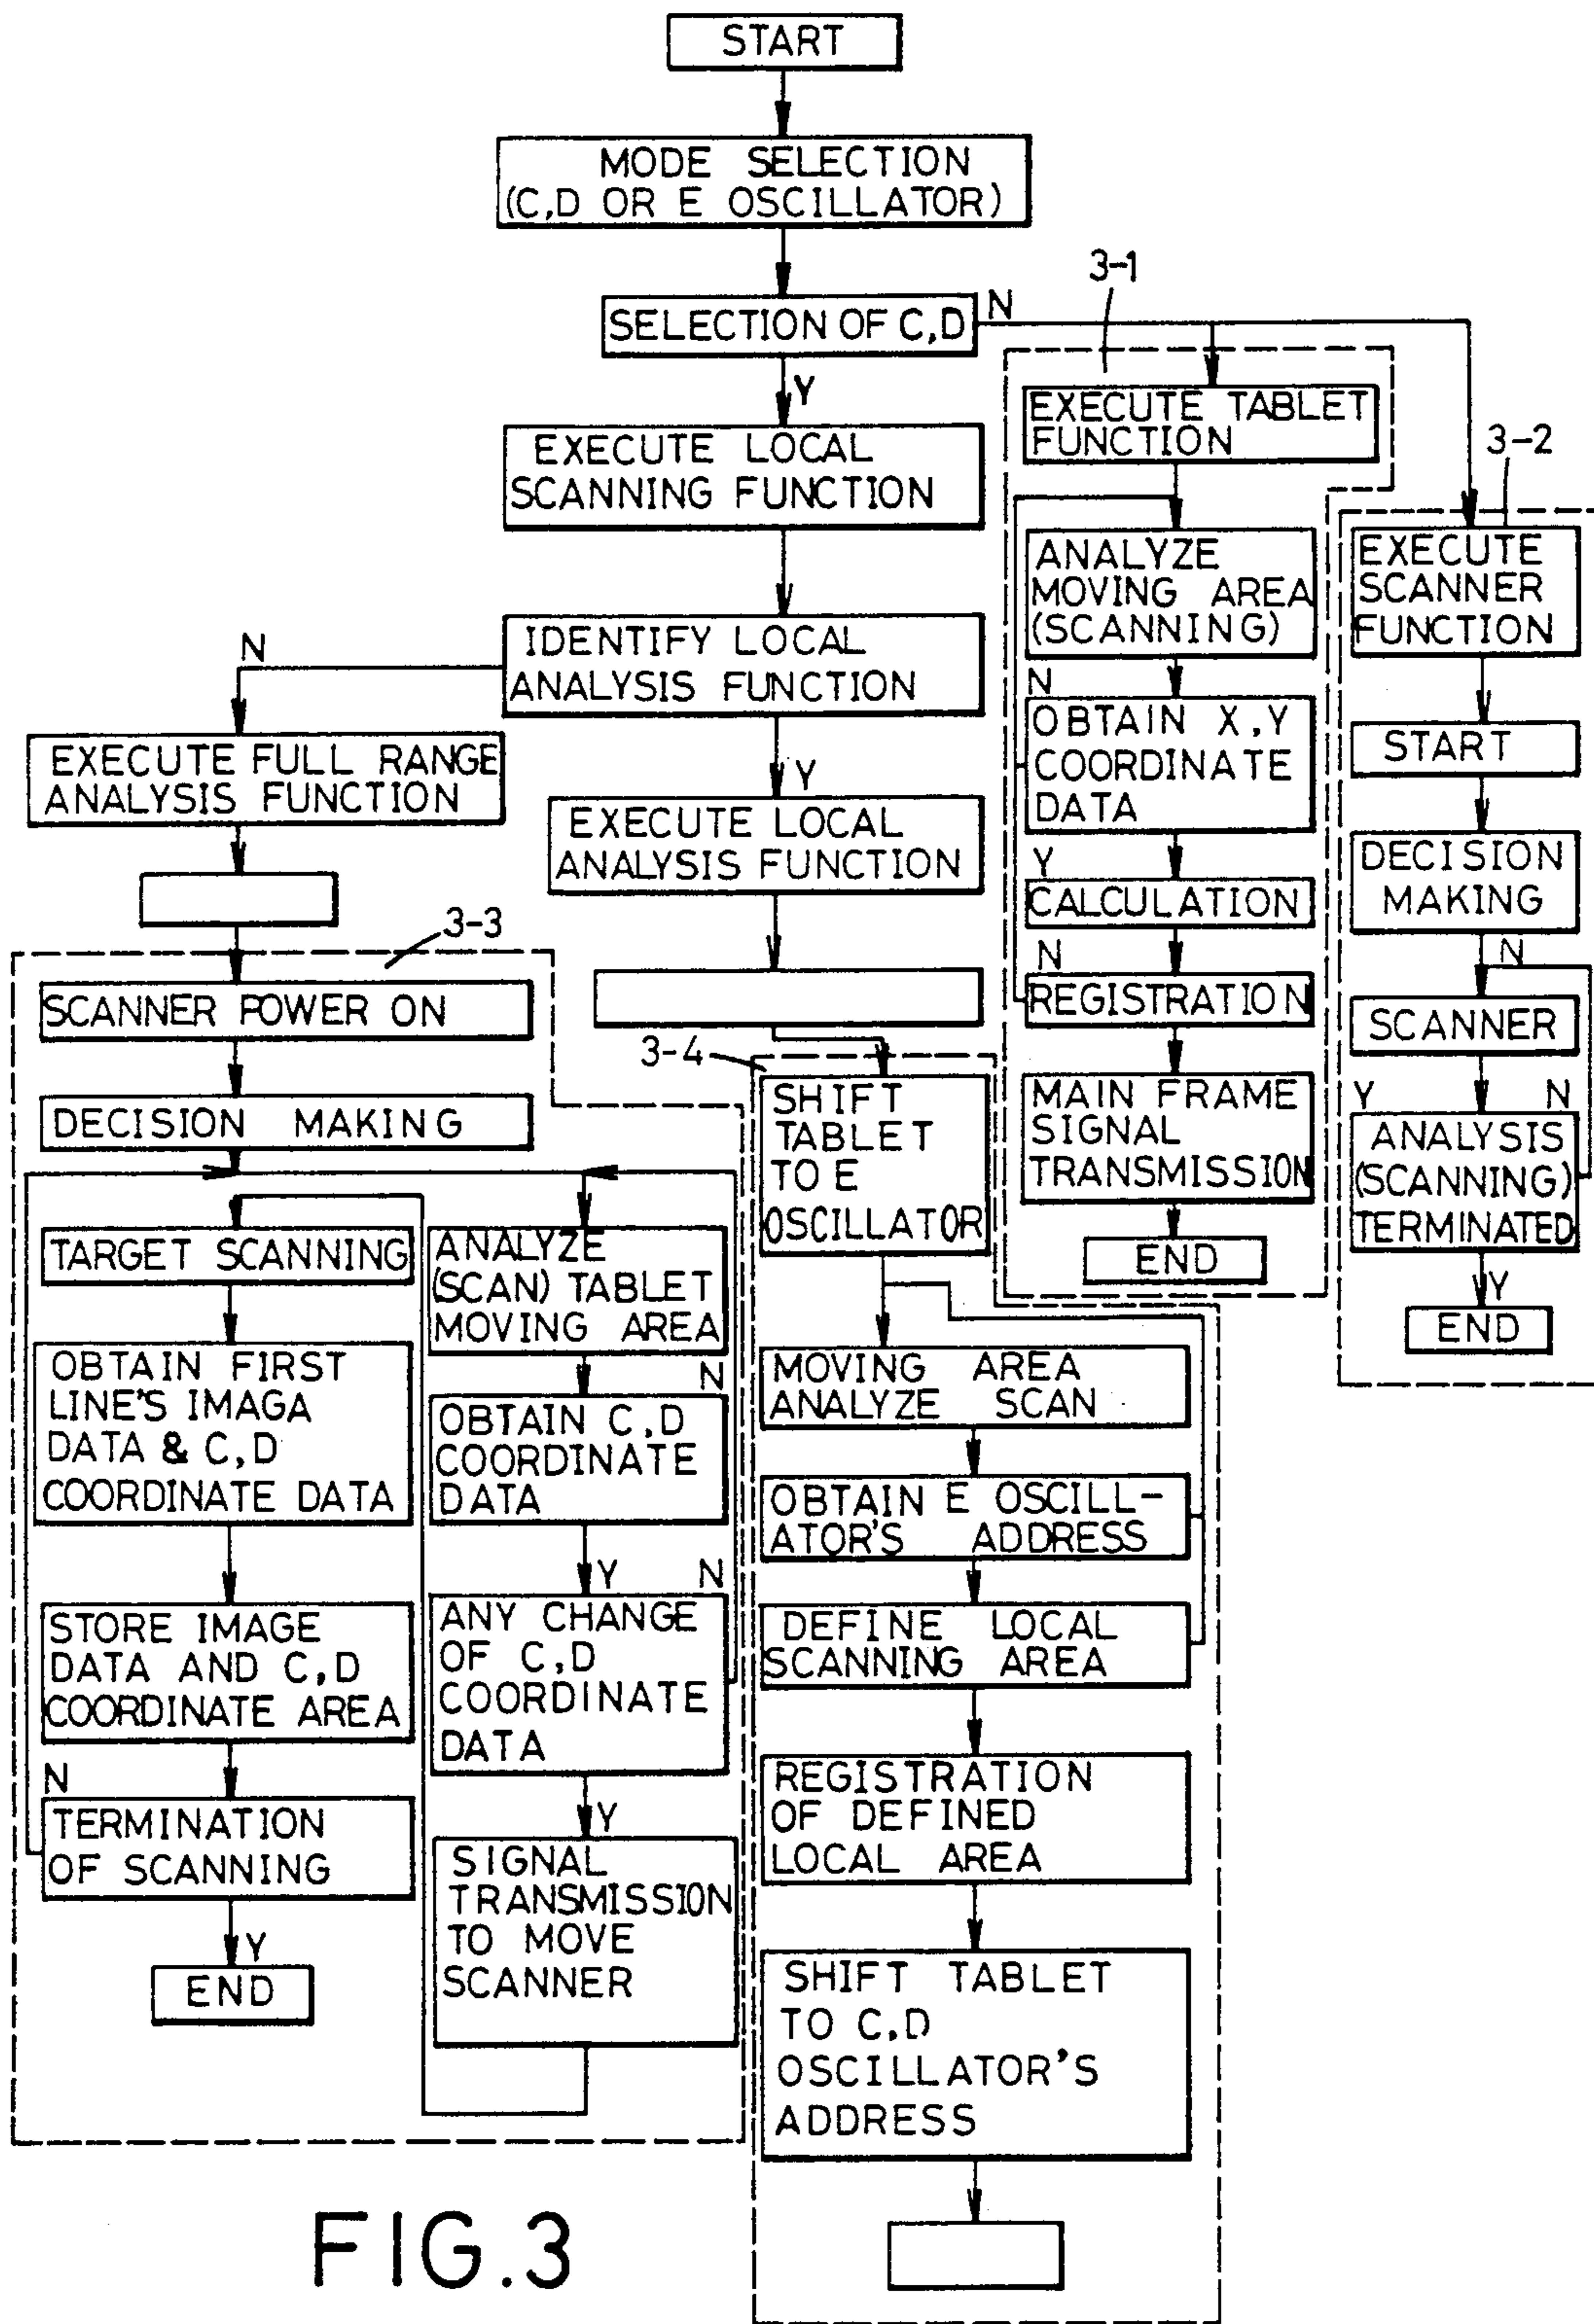 START
MODE SELECTION
(C,D OR E OSCILLATOR)
SELECTION OF C,D
N
Y
EXECUTE LOCAL
SCANNING FUNCTION
IDENTIFY LOCAL
ANALYSIS FUNCTION
N
Y
EXECUTE FULL RANGE
ANALYSIS FUNCTION
EXECUTE LOCAL
ANALYSIS FUNCTION
3-1
EXECUTE TABLET
FUNCTION
ANALYZE
MOVING AREA
(SCANNING)
N
OBTAIN X,Y
COORDINATE
DATA
Y
CALCULATION
N
REGISTRATION
MAIN FRAME
SIGNAL
TRANSMISSION
END
3-2
EXECUTE
SCANNER
FUNCTION
START
DECISION
MAKING
N
SCANNER
Y
N
ANALYSIS
(SCANNING)
TERMINATED
Y
END
3-3
SCANNER POWER ON
DECISION MAKING
TARGET SCANNING
OBTAIN FIRST
LINE'S IMAGA
DATA & C,D
COORDINATE DATA
STORE IMAGE
DATA AND C,D
COORDINATE AREA
N
TERMINATION
OF SCANNING
Y
END
ANALYZE
(SCAN) TABLET
MOVING AREA
N
OBTAIN C,D
COORDINATE
DATA
Y
N
ANY CHANGE
OF C,D
COORDINATE
DATA
Y
SIGNAL
TRANSMISSION
TO MOVE
SCANNER
3-4
SHIFT
TABLET
TO E
OSCILLATOR
MOVING AREA
ANALYZE SCAN
OBTAIN E OSCILL-
ATOR'S ADDRESS
DEFINE LOCAL
SCANNING AREA
REGISTRATION
OF DEFINED
LOCAL AREA
SHIFT TABLET
TO C,D
OSCILLATOR'S
ADDRESS
FIG.3